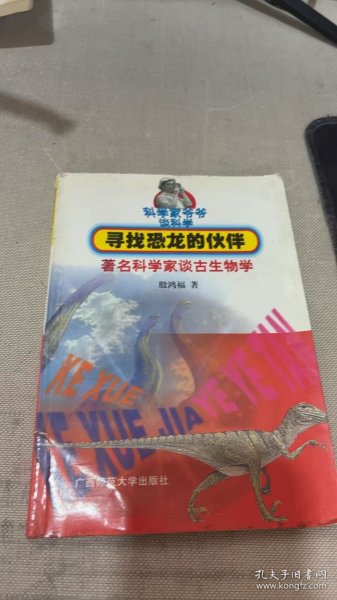 科学家爷爷
谈科学
寻找恐龙的伙伴
著名科学家谈古生物学
殷鸿福 著
KE XUE
YE YE TAN
KE XUE JIA
广西师范大学出版社
孔夫子旧书网
www.kongfz.com